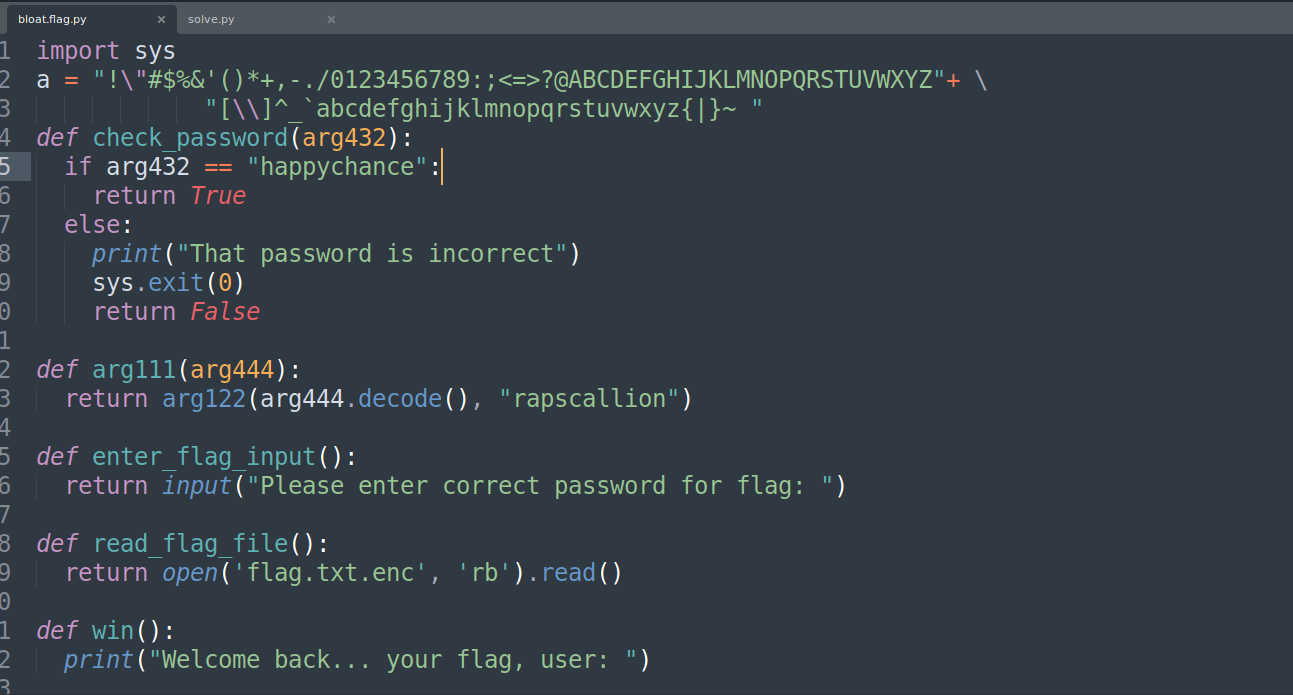 bloat.flag.py × solve.py ×
1 import sys
2 a = "!\"#$%&'()*+,-./0123456789:;<=>?@ABCDEFGHIJKLMNOPQRSTUVWXYZ"+ \
3             "[\\]^_`abcdefghijklmnopqrstuvwxyz{|}~ "
4 def check_password(arg432):
5   if arg432 == "happychance":
6     return True
7   else:
8     print("That password is incorrect")
9     sys.exit(0)
0     return False
1
2 def arg111(arg444):
3   return arg122(arg444.decode(), "rapscallion")
4
5 def enter_flag_input():
6   return input("Please enter correct password for flag: ")
7
8 def read_flag_file():
9   return open('flag.txt.enc', 'rb').read()
0
1 def win():
2   print("Welcome back... your flag, user: ")
3